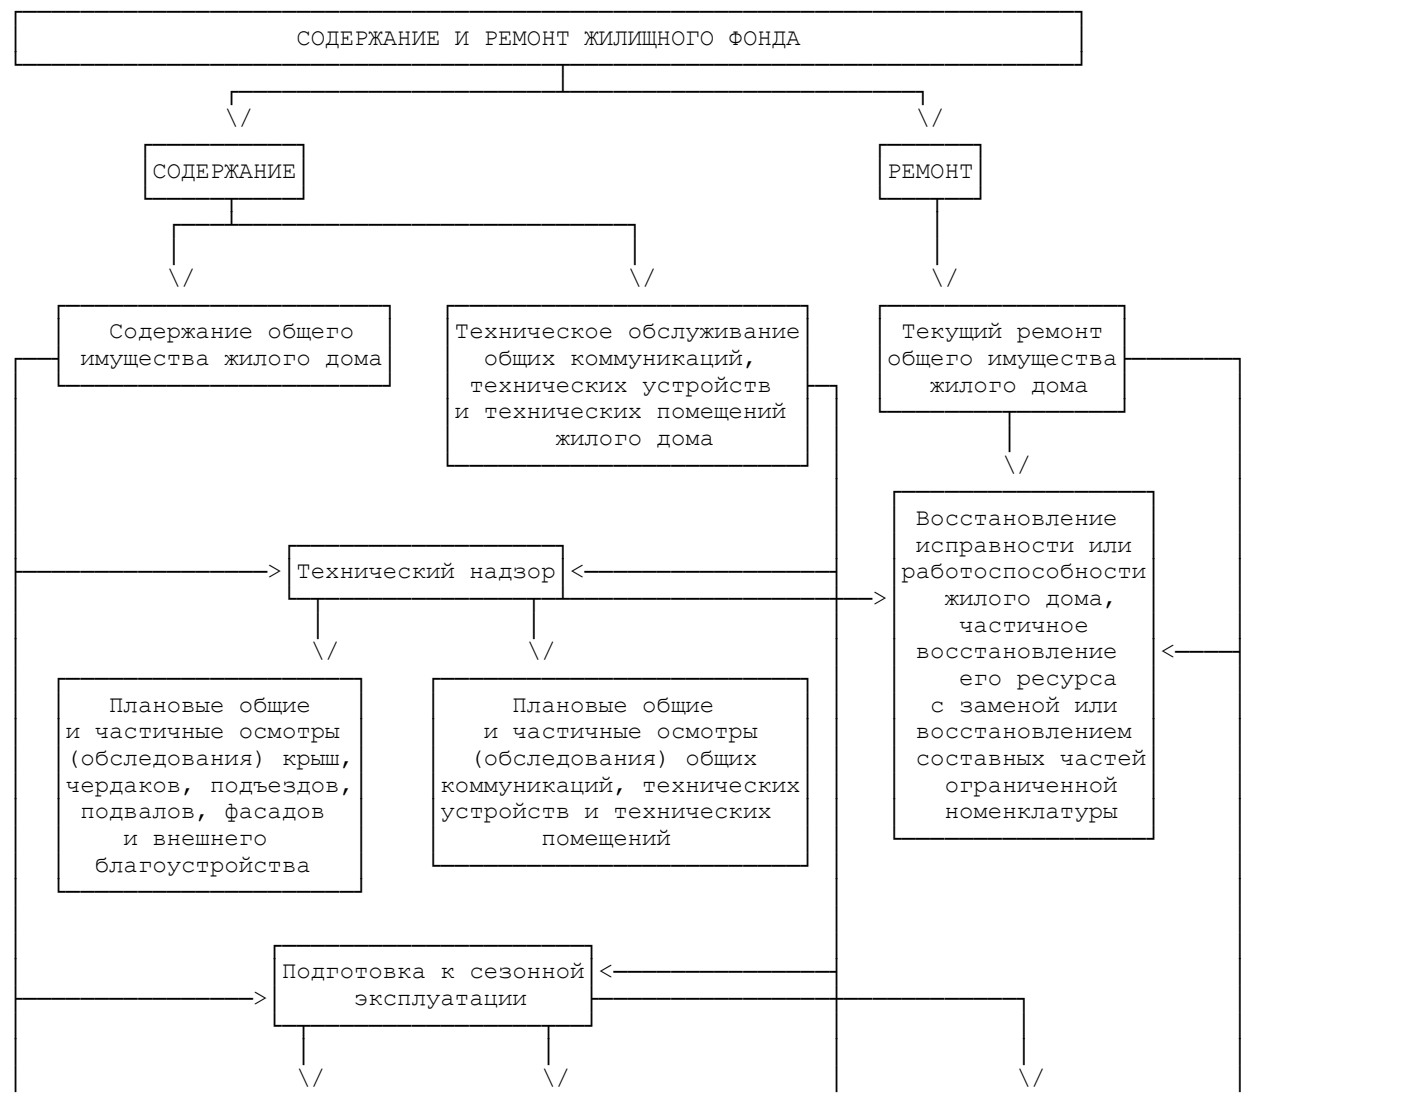 СОДЕРЖАНИЕ И РЕМОНТ ЖИЛИЩНОГО ФОНДА
СОДЕРЖАНИЕ
РЕМОНТ
Содержание общего
имущества жилого дома
Техническое обслуживание
общих коммуникаций,
технических устройств
и технических помещений
жилого дома
Текущий ремонт
общего имущества
жилого дома
Технический надзор
Восстановление
исправности или
работоспособности
жилого дома,
частичное
восстановление
его ресурса
с заменой или
восстановлением
составных частей
ограниченной
номенклатуры
Плановые общие
и частичные осмотры
(обследования) крыш,
чердаков, подъездов,
подвалов, фасадов
и внешнего
благоустройства
Плановые общие
и частичные осмотры
(обследования) общих
коммуникаций, технических
устройств и технических
помещений
Подготовка к сезонной
эксплуатации